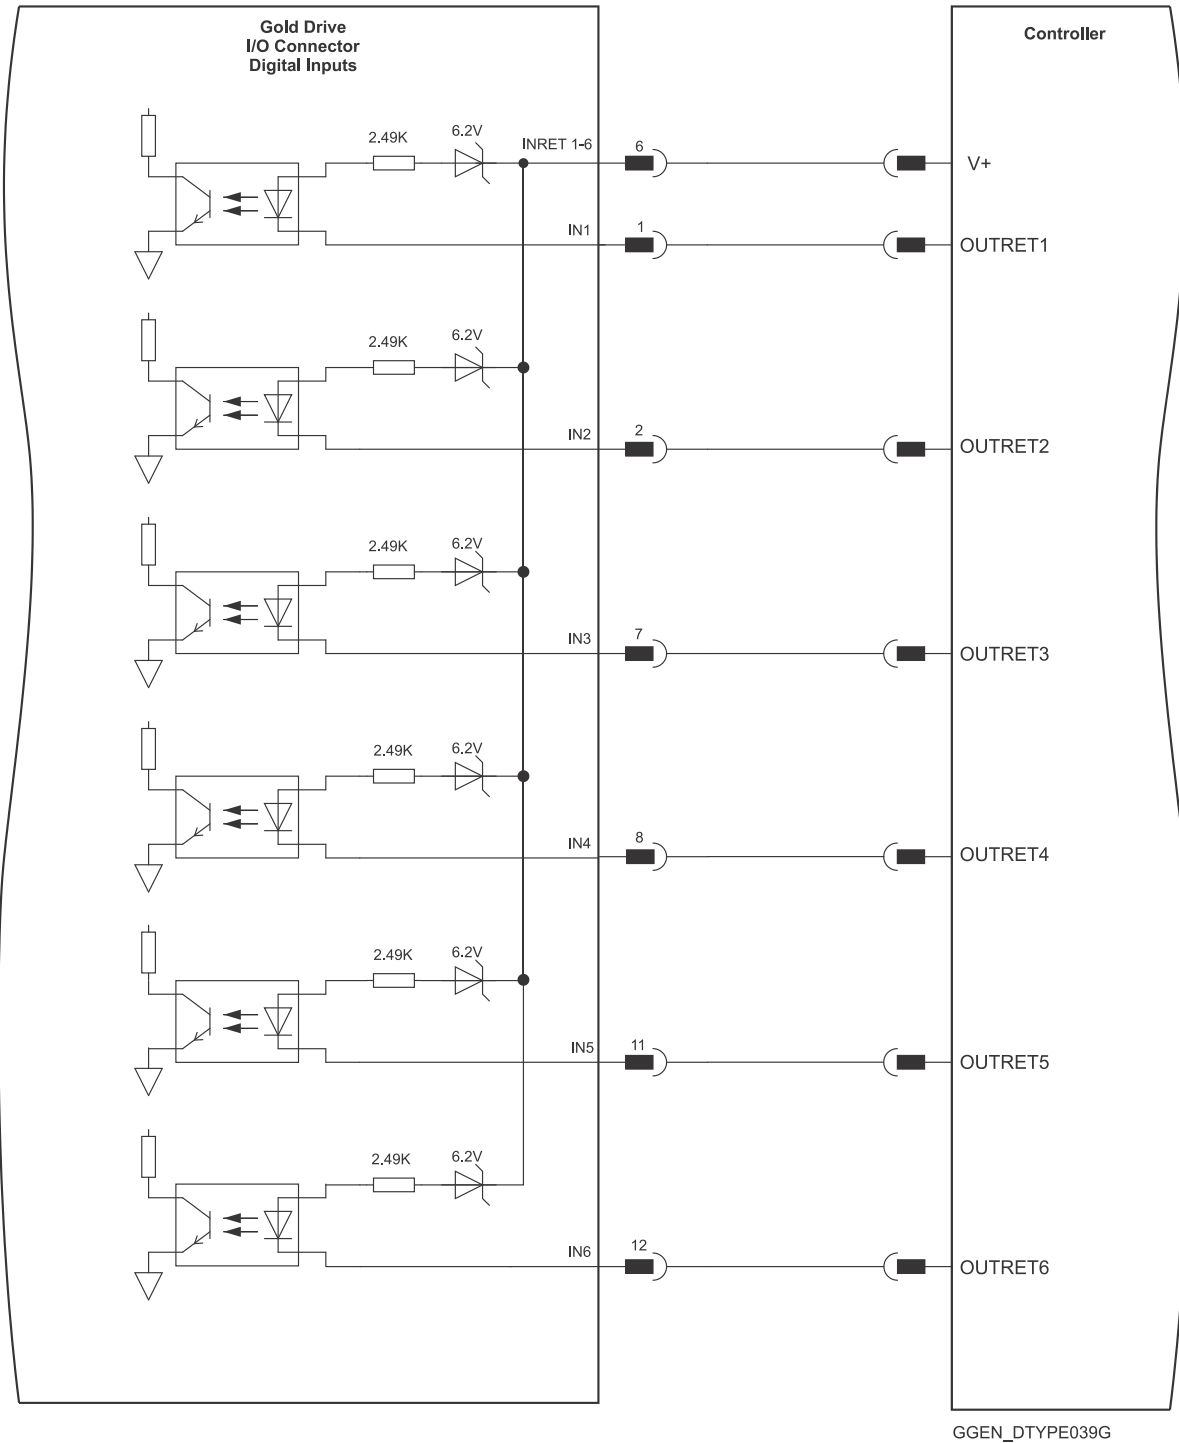 Gold Drive
I/O Connector
Digital Inputs
Controller
2.49K
6.2V
INRET 1-6
6
V+
IN1
1
OUTRET1
2.49K
6.2V
IN2
2
OUTRET2
2.49K
6.2V
IN3
7
OUTRET3
2.49K
6.2V
IN4
8
OUTRET4
2.49K
6.2V
IN5
11
OUTRET5
2.49K
6.2V
IN6
12
OUTRET6
GGEN_DTYPE039G